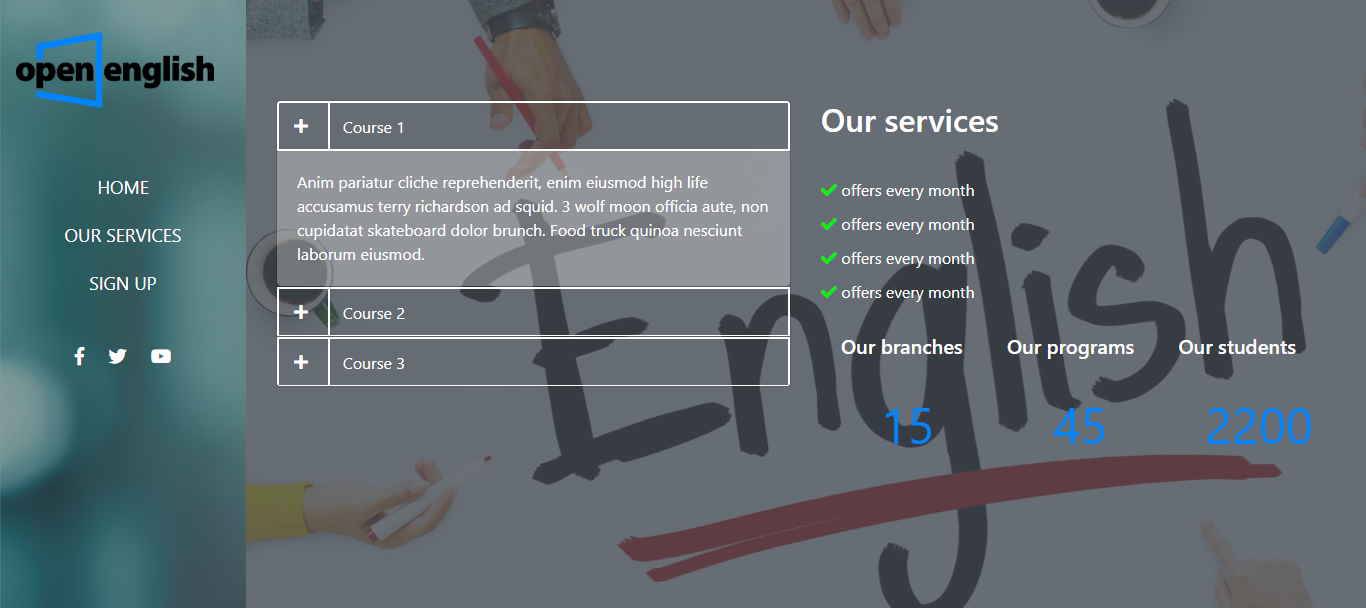 open english
HOME
OUR SERVICES
SIGN UP
Course 1
Anim pariatur cliche reprehenderit, enim eiusmod high life
accusamus terry richardson ad squid. 3 wolf moon officia aute, non
cupidatat skateboard dolor brunch. Food truck quinoa nesciunt
laborum eiusmod.
Course 2
Course 3
Our services
offers every month
offers every month
offers every month
offers every month
Our branches
Our programs
Our students
15
45
2200
English